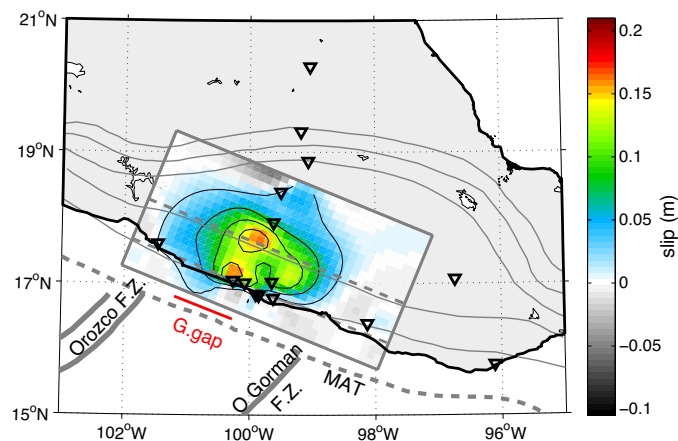 21°N
19°N
17°N
15°N
102°W
100°W
98°W
96°W
Orozco F.Z.
G.gap
O.Gorman
F.Z.
MAT
0.2
0.15
0.1
0.05
0
−0.05
−0.1
slip (m)